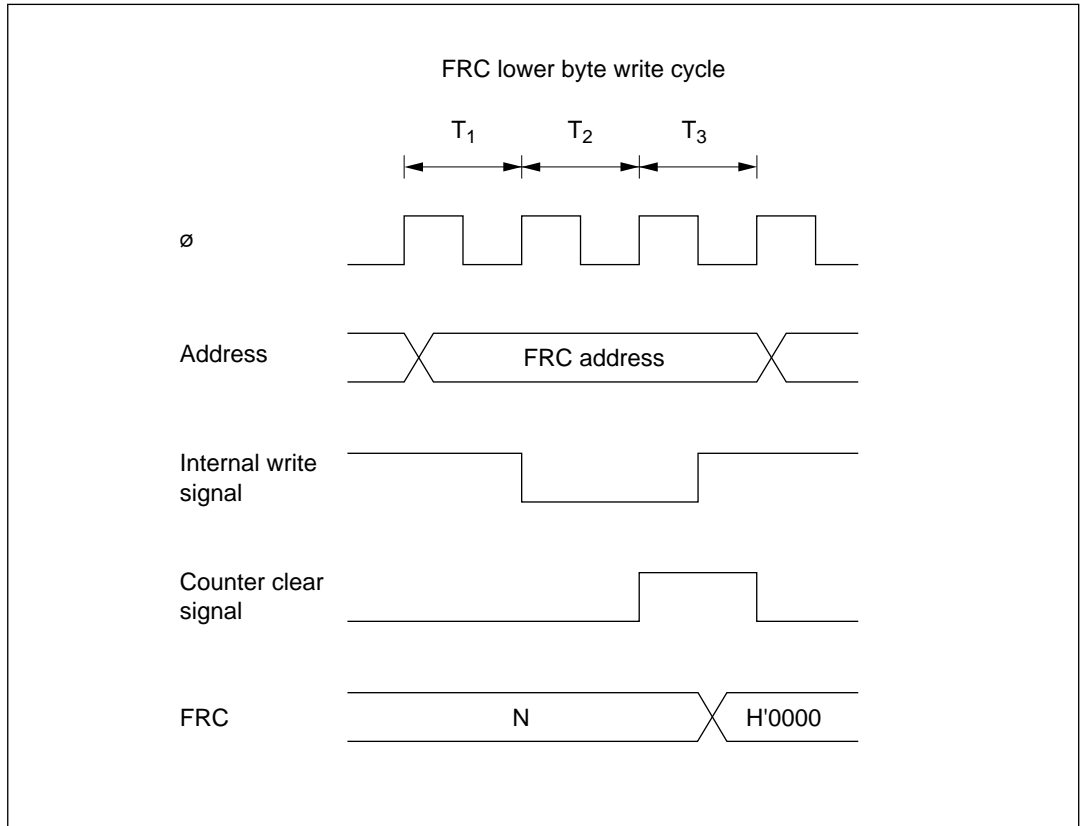 FRC lower byte write cycle
T₁ T₂ T₃
ø
Address
FRC address
Internal write
signal
Counter clear
signal
FRC
N
H'0000